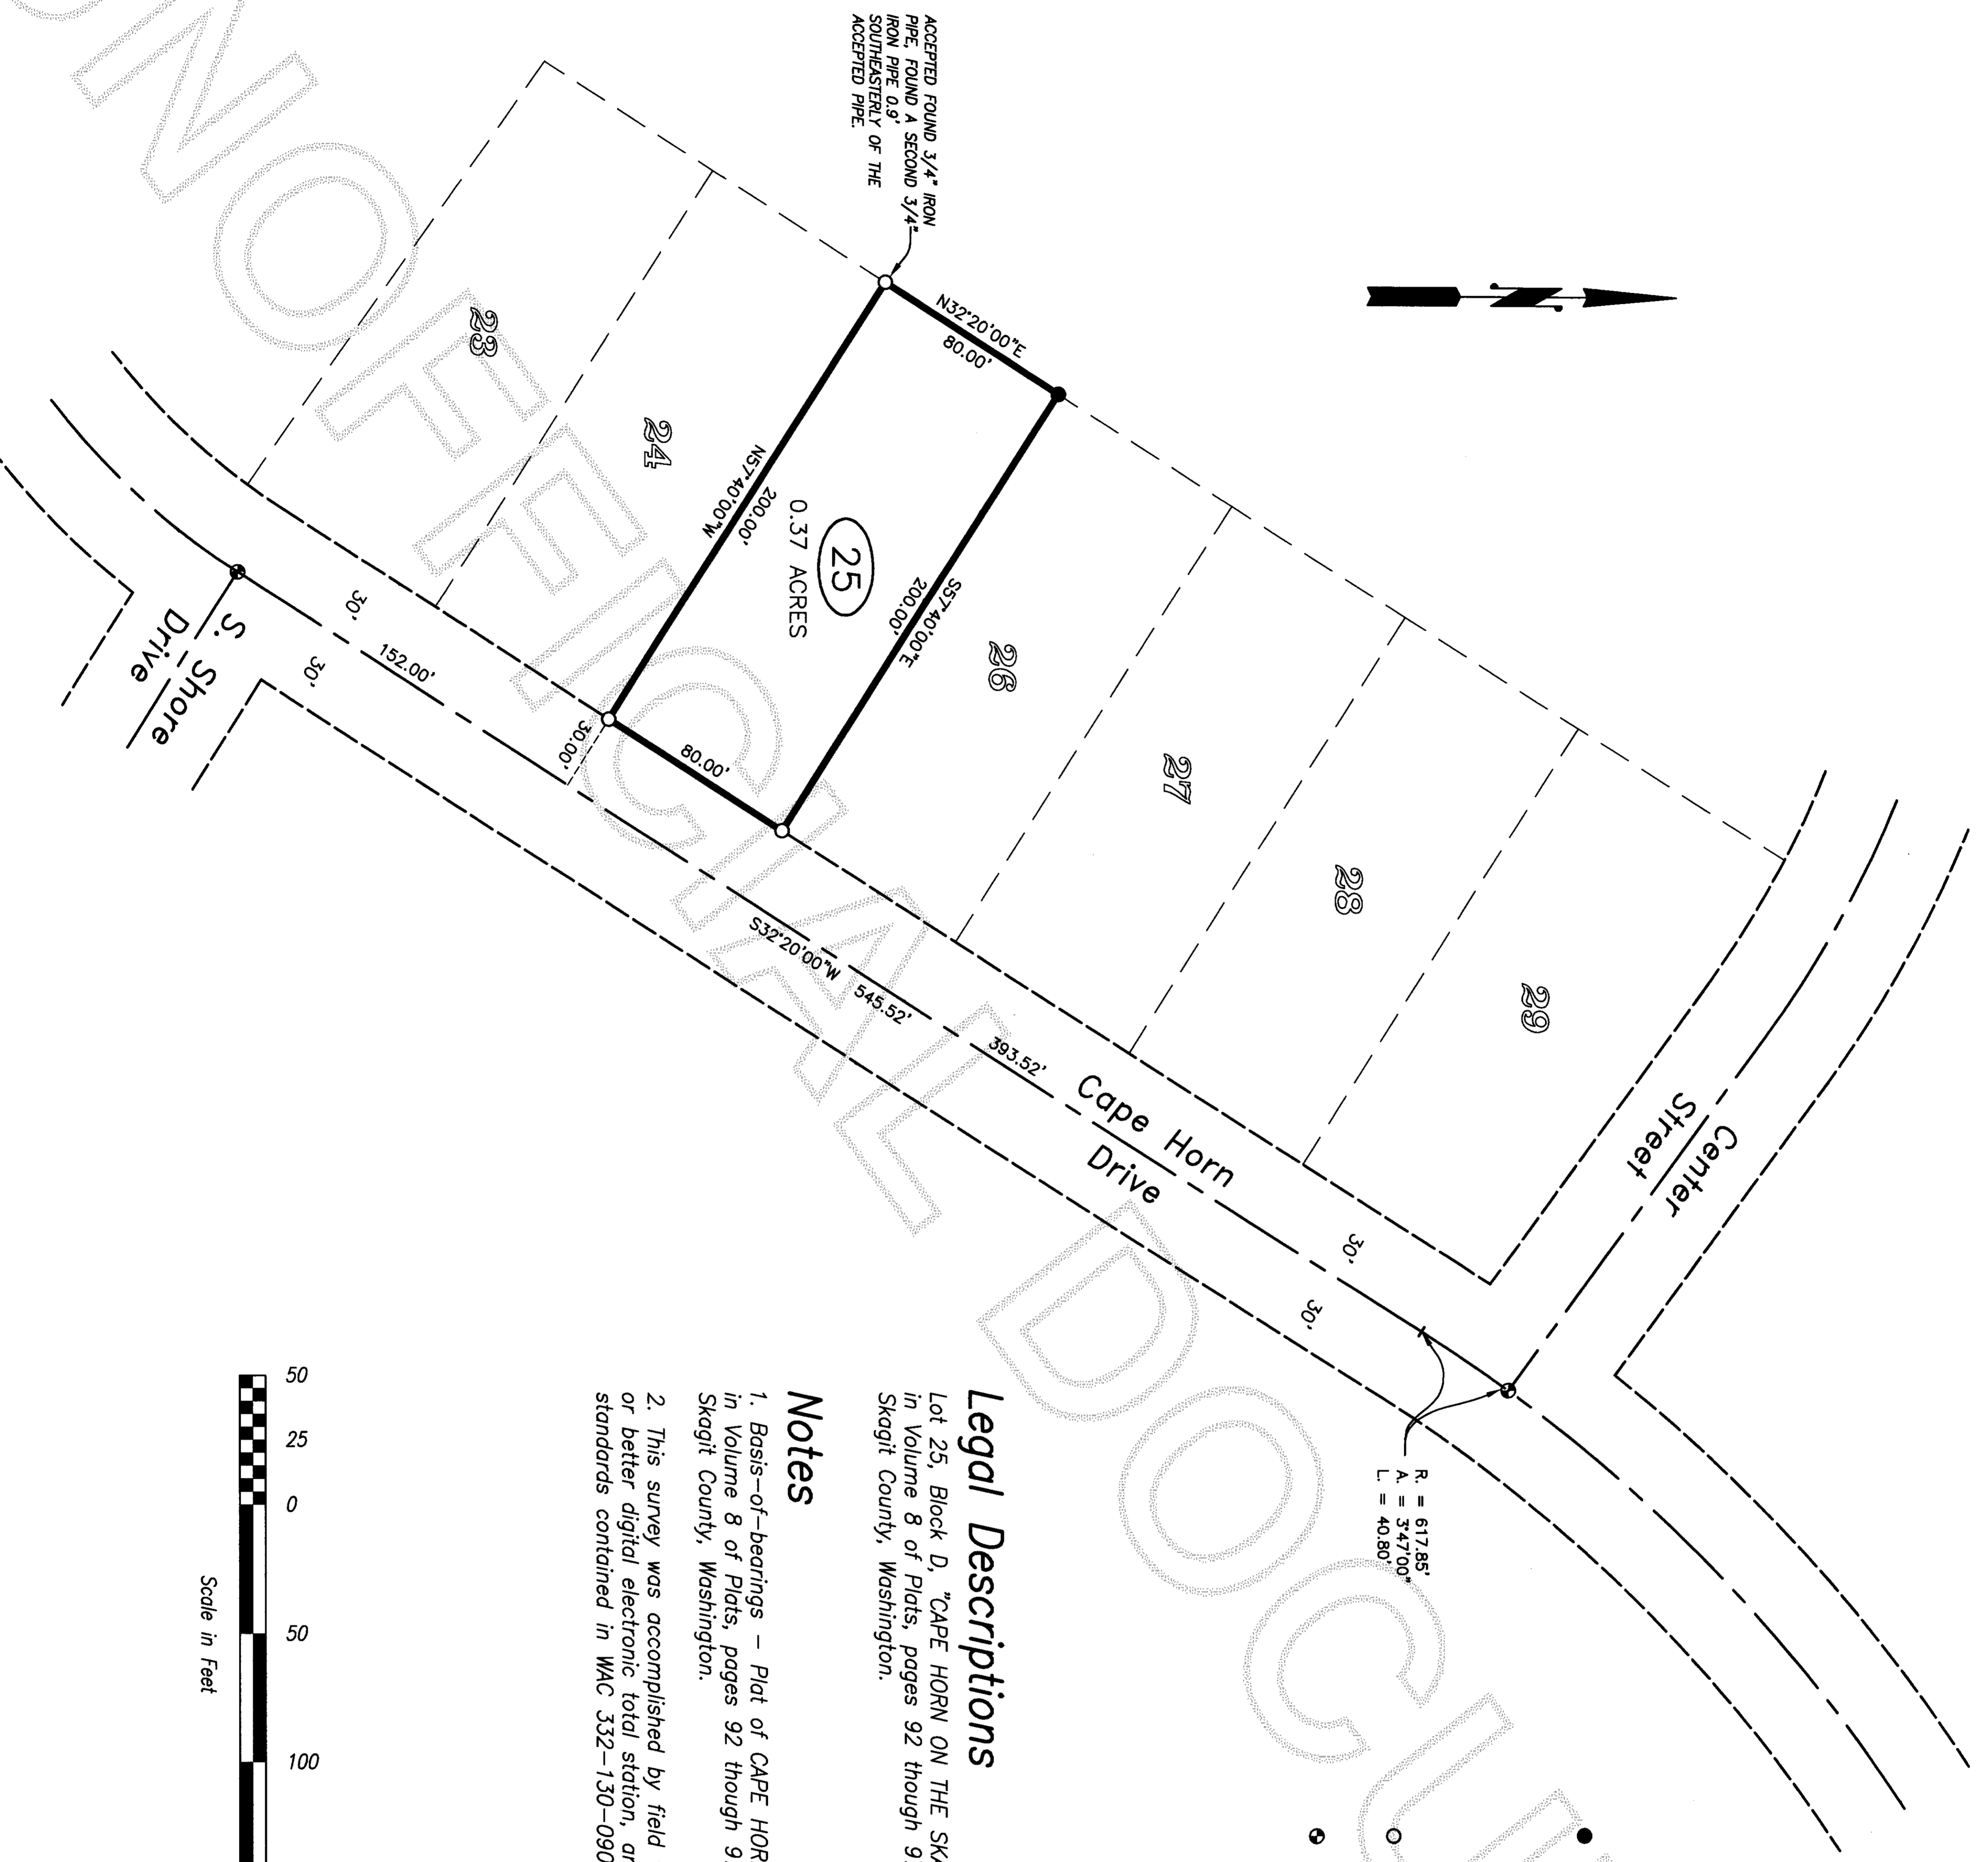 ACCEPTED FOUND 3/4" IRON
PIPE, FOUND A SECOND 3/4"
IRON PIPE 0.9'
SOUTHEASTERLY OF THE
ACCEPTED PIPE.
N32°20'00"E
80.00'
23
24
N57°40'00"W
200.00'
25
0.37 ACRES
S57°40'00"E
200.00'
26
27
28
29
80.00'
30.00'
30'
30'
152.00'
S. Shore
Drive
S32°20'00"W
545.52'
393.52'
Cape Horn
Drive
30'
30'
Center
Street
R. = 617.85'
A. = 3°47'00"
L. = 40.80'
Legal Descriptions
Lot 25, Block D, "CAPE HORN ON THE
in Volume 8 of Plats, pages 92 though
Skagit County, Washington.
Notes
1. Basis-of-bearings - Plat of CAPE
in Volume 8 of Plats, pages 92 though
Skagit County, Washington.
2. This survey was accomplished by field
or better digital electronic total station,
standards contained in WAC 332-130-090
50 25 0 50 100
Scale in Feet
OFFICIAL